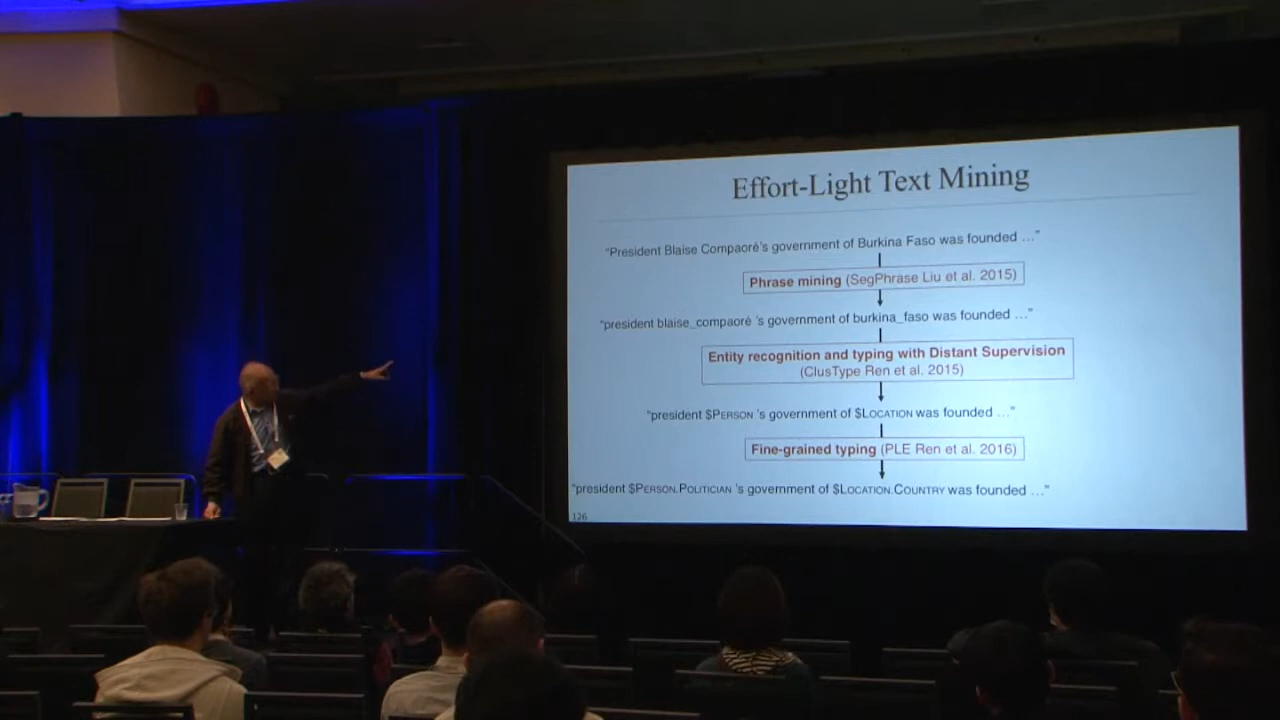 Effort-Light Text Mining
“President Blaise Compaoré’s government of Burkina Faso was founded …”
Phrase mining (SegPhrase Liu et al. 2015)
“president blaise_compaoré ’s government of burkina_faso was founded …”
Entity recognition and typing with Distant Supervision
(ClusType Ren et al. 2015)
“president $PERSON ’s government of $LOCATION was founded …”
Fine-grained typing (PLE Ren et al. 2016)
“president $PERSON.POLITICIAN ’s government of $LOCATION.COUNTRY was founded …”
126